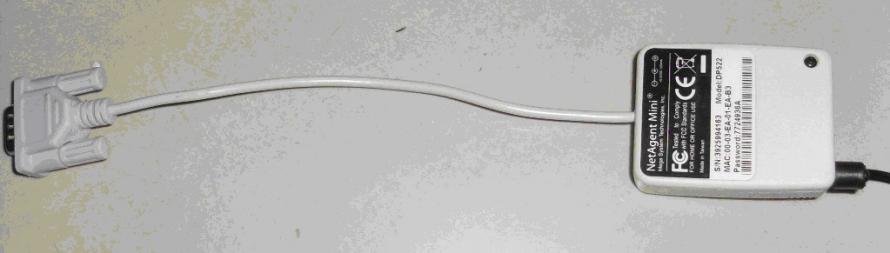 NetAgent Mini®
Mega System Technologies, Inc.
FC Tested to Comply
with FCC Standards
FOR HOME OR OFFICE USE
Made in Taiwan
CE
S/N:3925994163 Model:DP522
MAC:00-03-EA-01-EA-B3
Password:7724936A